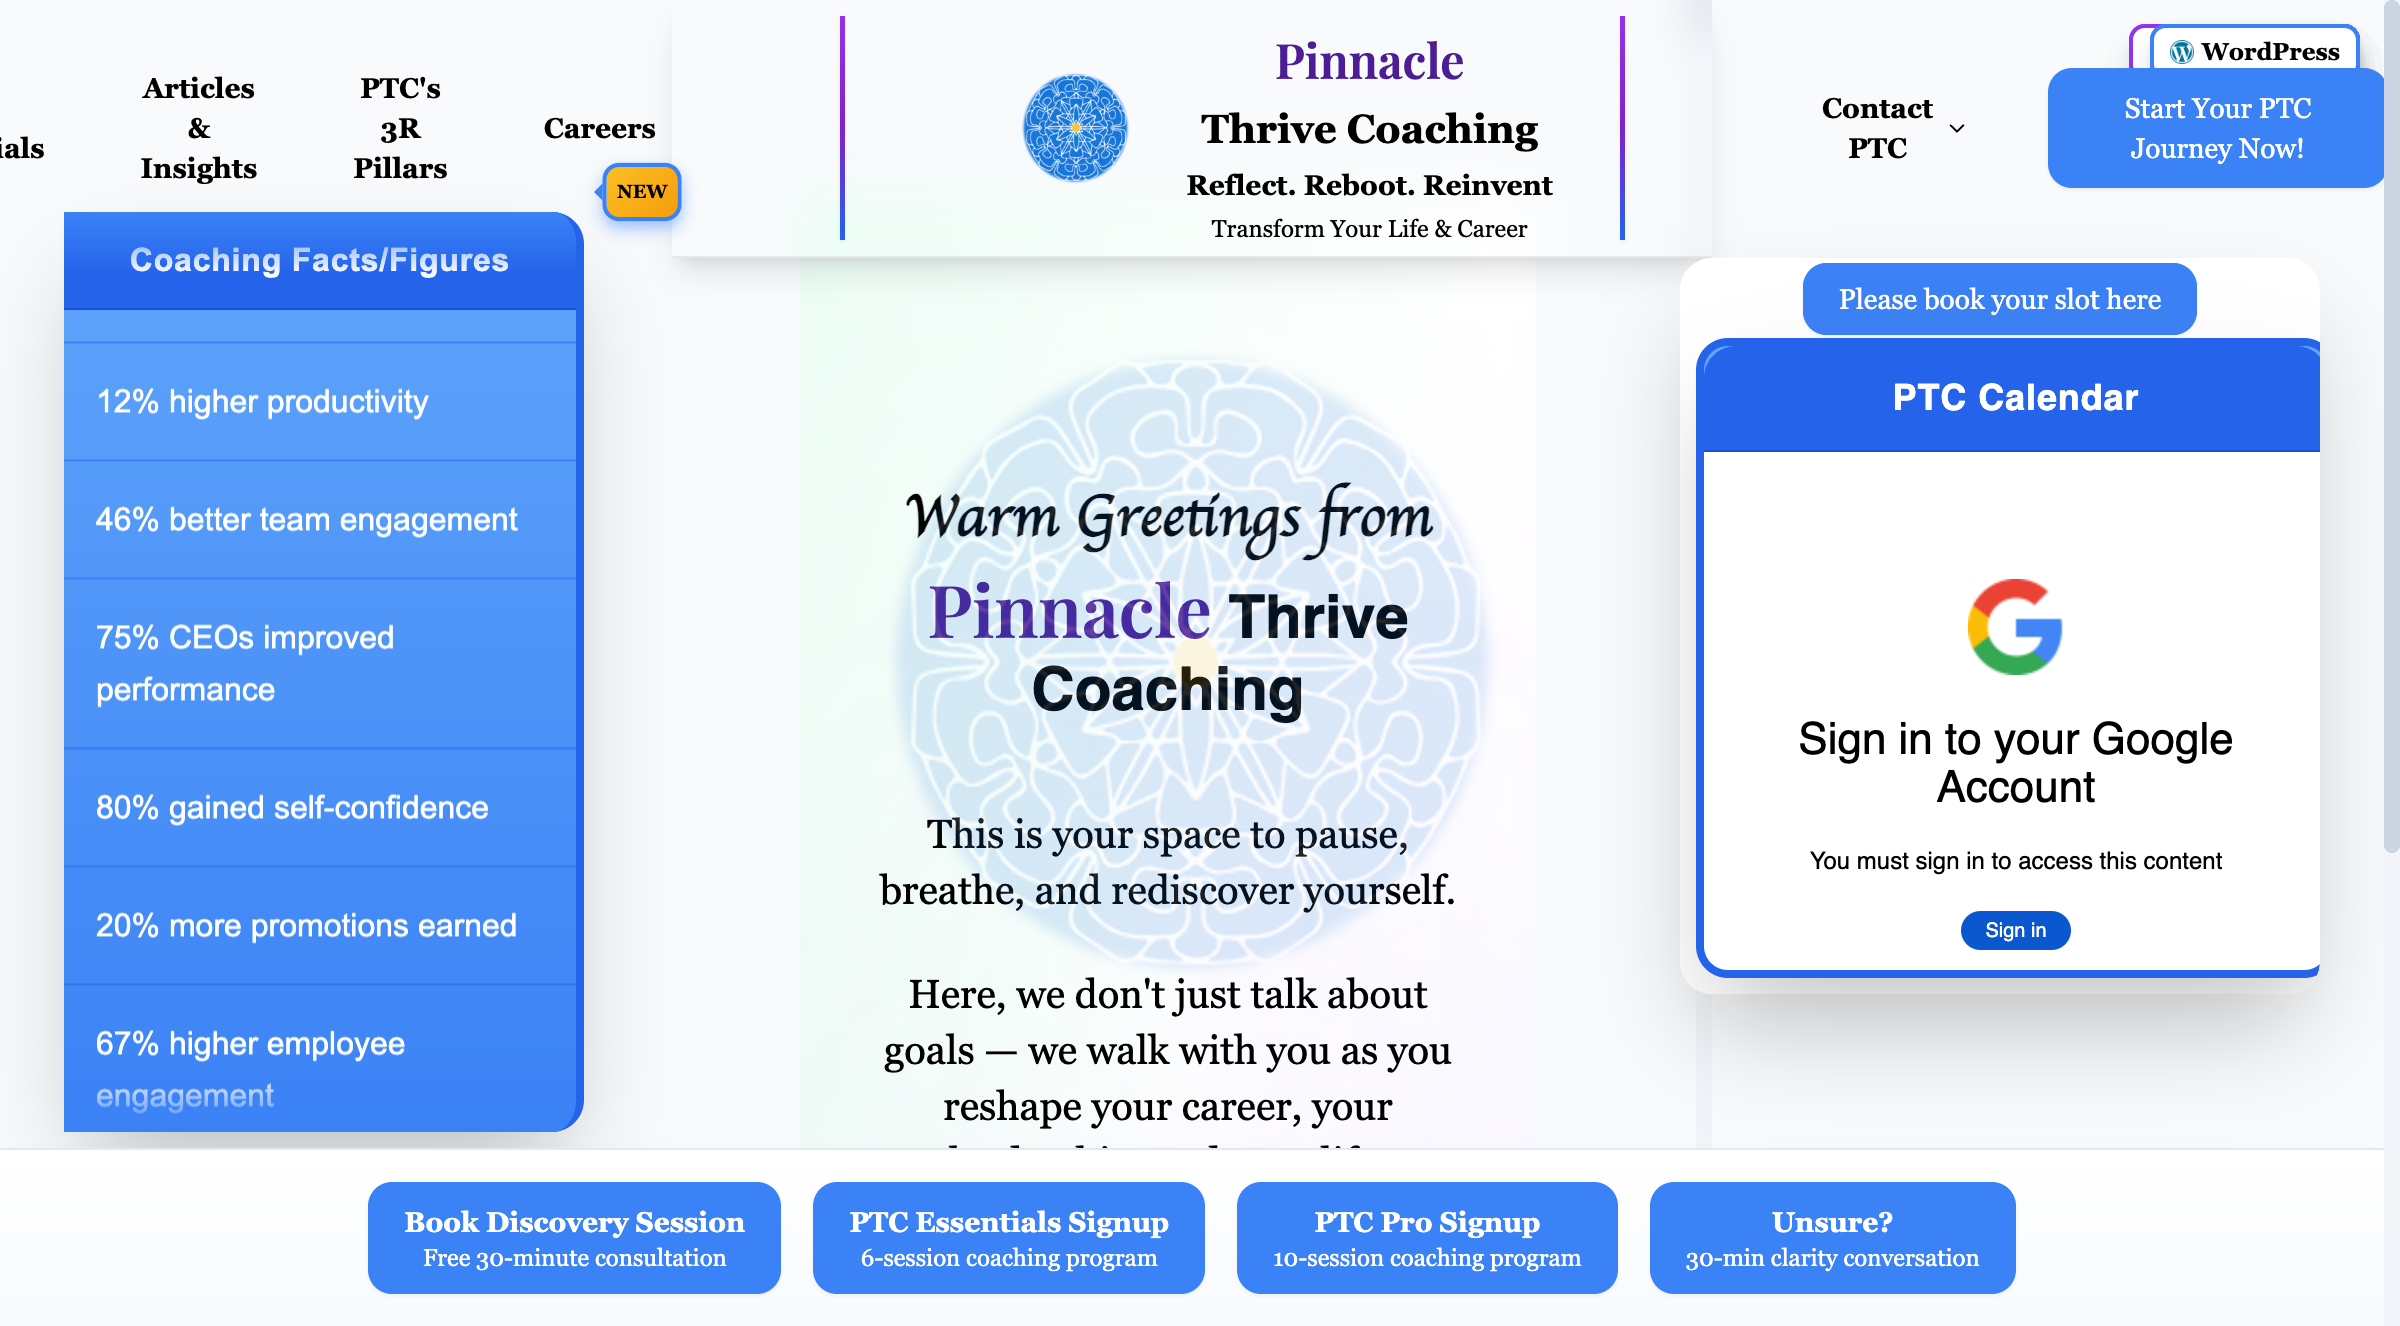 ials
Articles
&
Insights
PTC's
3R
Pillars
Careers
NEW
Pinnacle
Thrive Coaching
Reflect. Reboot. Reinvent
Transform Your Life & Career
Contact
PTC
WordPress
Start Your PTC
Journey Now!
Coaching Facts/Figures
12% higher productivity
46% better team engagement
75% CEOs improved
performance
80% gained self-confidence
20% more promotions earned
67% higher employee
engagement
Warm Greetings from
Pinnacle Thrive
Coaching
This is your space to pause,
breathe, and rediscover yourself.
Here, we don't just talk about
goals — we walk with you as you
reshape your career, your
Please book your slot here
PTC Calendar
Sign in to your Google
Account
You must sign in to access this content
Sign in
Book Discovery Session
Free 30-minute consultation
PTC Essentials Signup
6-session coaching program
PTC Pro Signup
10-session coaching program
Unsure?
30-min clarity conversation